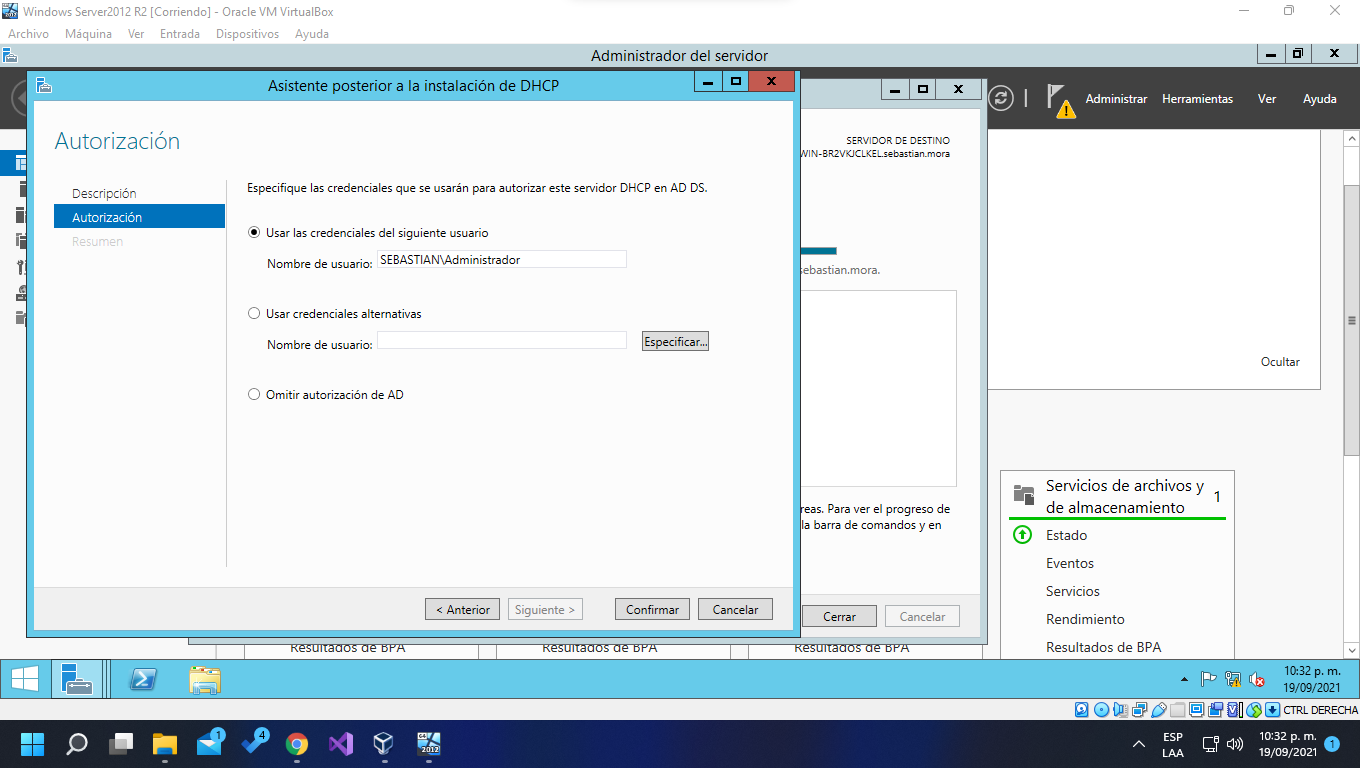 Windows Server2012 R2 [Corriendo] - Oracle VM VirtualBox
Archivo Máquina Ver Entrada Dispositivos Ayuda
Administrador del servidor
Asistente posterior a la instalación de DHCP
Administrar Herramientas Ver Ayuda
Autorización
SERVIDOR DE DESTINO
WIN-BR2VKJCLKEL.sebastian.mora
Descripción
Autorización
Resumen
Especifique las credenciales que se usarán para autorizar este servidor DHCP en AD DS.
Usar las credenciales del siguiente usuario
Nombre de usuario: SEBASTIAN\Administrador
sebastian.mora.
Usar credenciales alternativas
Nombre de usuario: Especificar...
Omitir autorización de AD
Ocultar
reas. Para ver el progreso de
la barra de comandos y en
< Anterior Siguiente > Confirmar Cancelar
Cerrar Cancelar
Servicios de archivos y
de almacenamiento 1
Estado
Eventos
Servicios
Rendimiento
Resultados de BPA
Resultados de BPA Resultados de BPA Resultados de BPA
10:32 p. m.
19/09/2021
CTRL DERECHA
1
4
64
2012
ESP
LAA
10:32 p. m.
19/09/2021
1